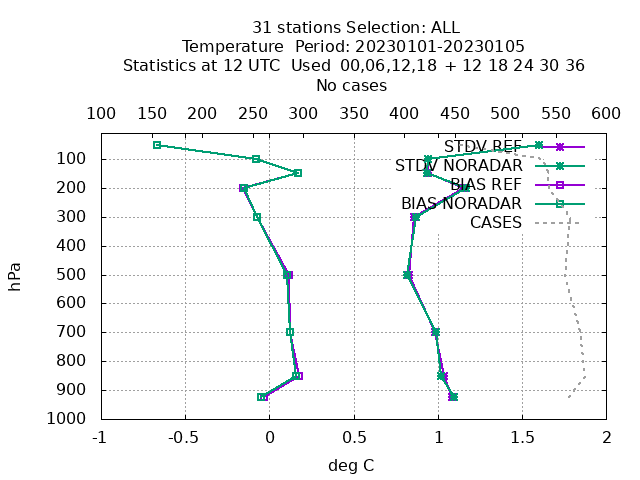 31 stations Selection: ALL
Temperature  Period: 20230101-20230105
Statistics at 12 UTC  Used  00,06,12,18  + 12 18 24 30 36
No cases
100 150 200 250 300 350 400 450 500 550 600
STDV REF
100
STDV NORADAR
BIAS REF
200
BIAS NORADAR
300
CASES
400
500
600
700
800
900
1000
hPa
-1 -0.5 0 0.5 1 1.5 2
deg C